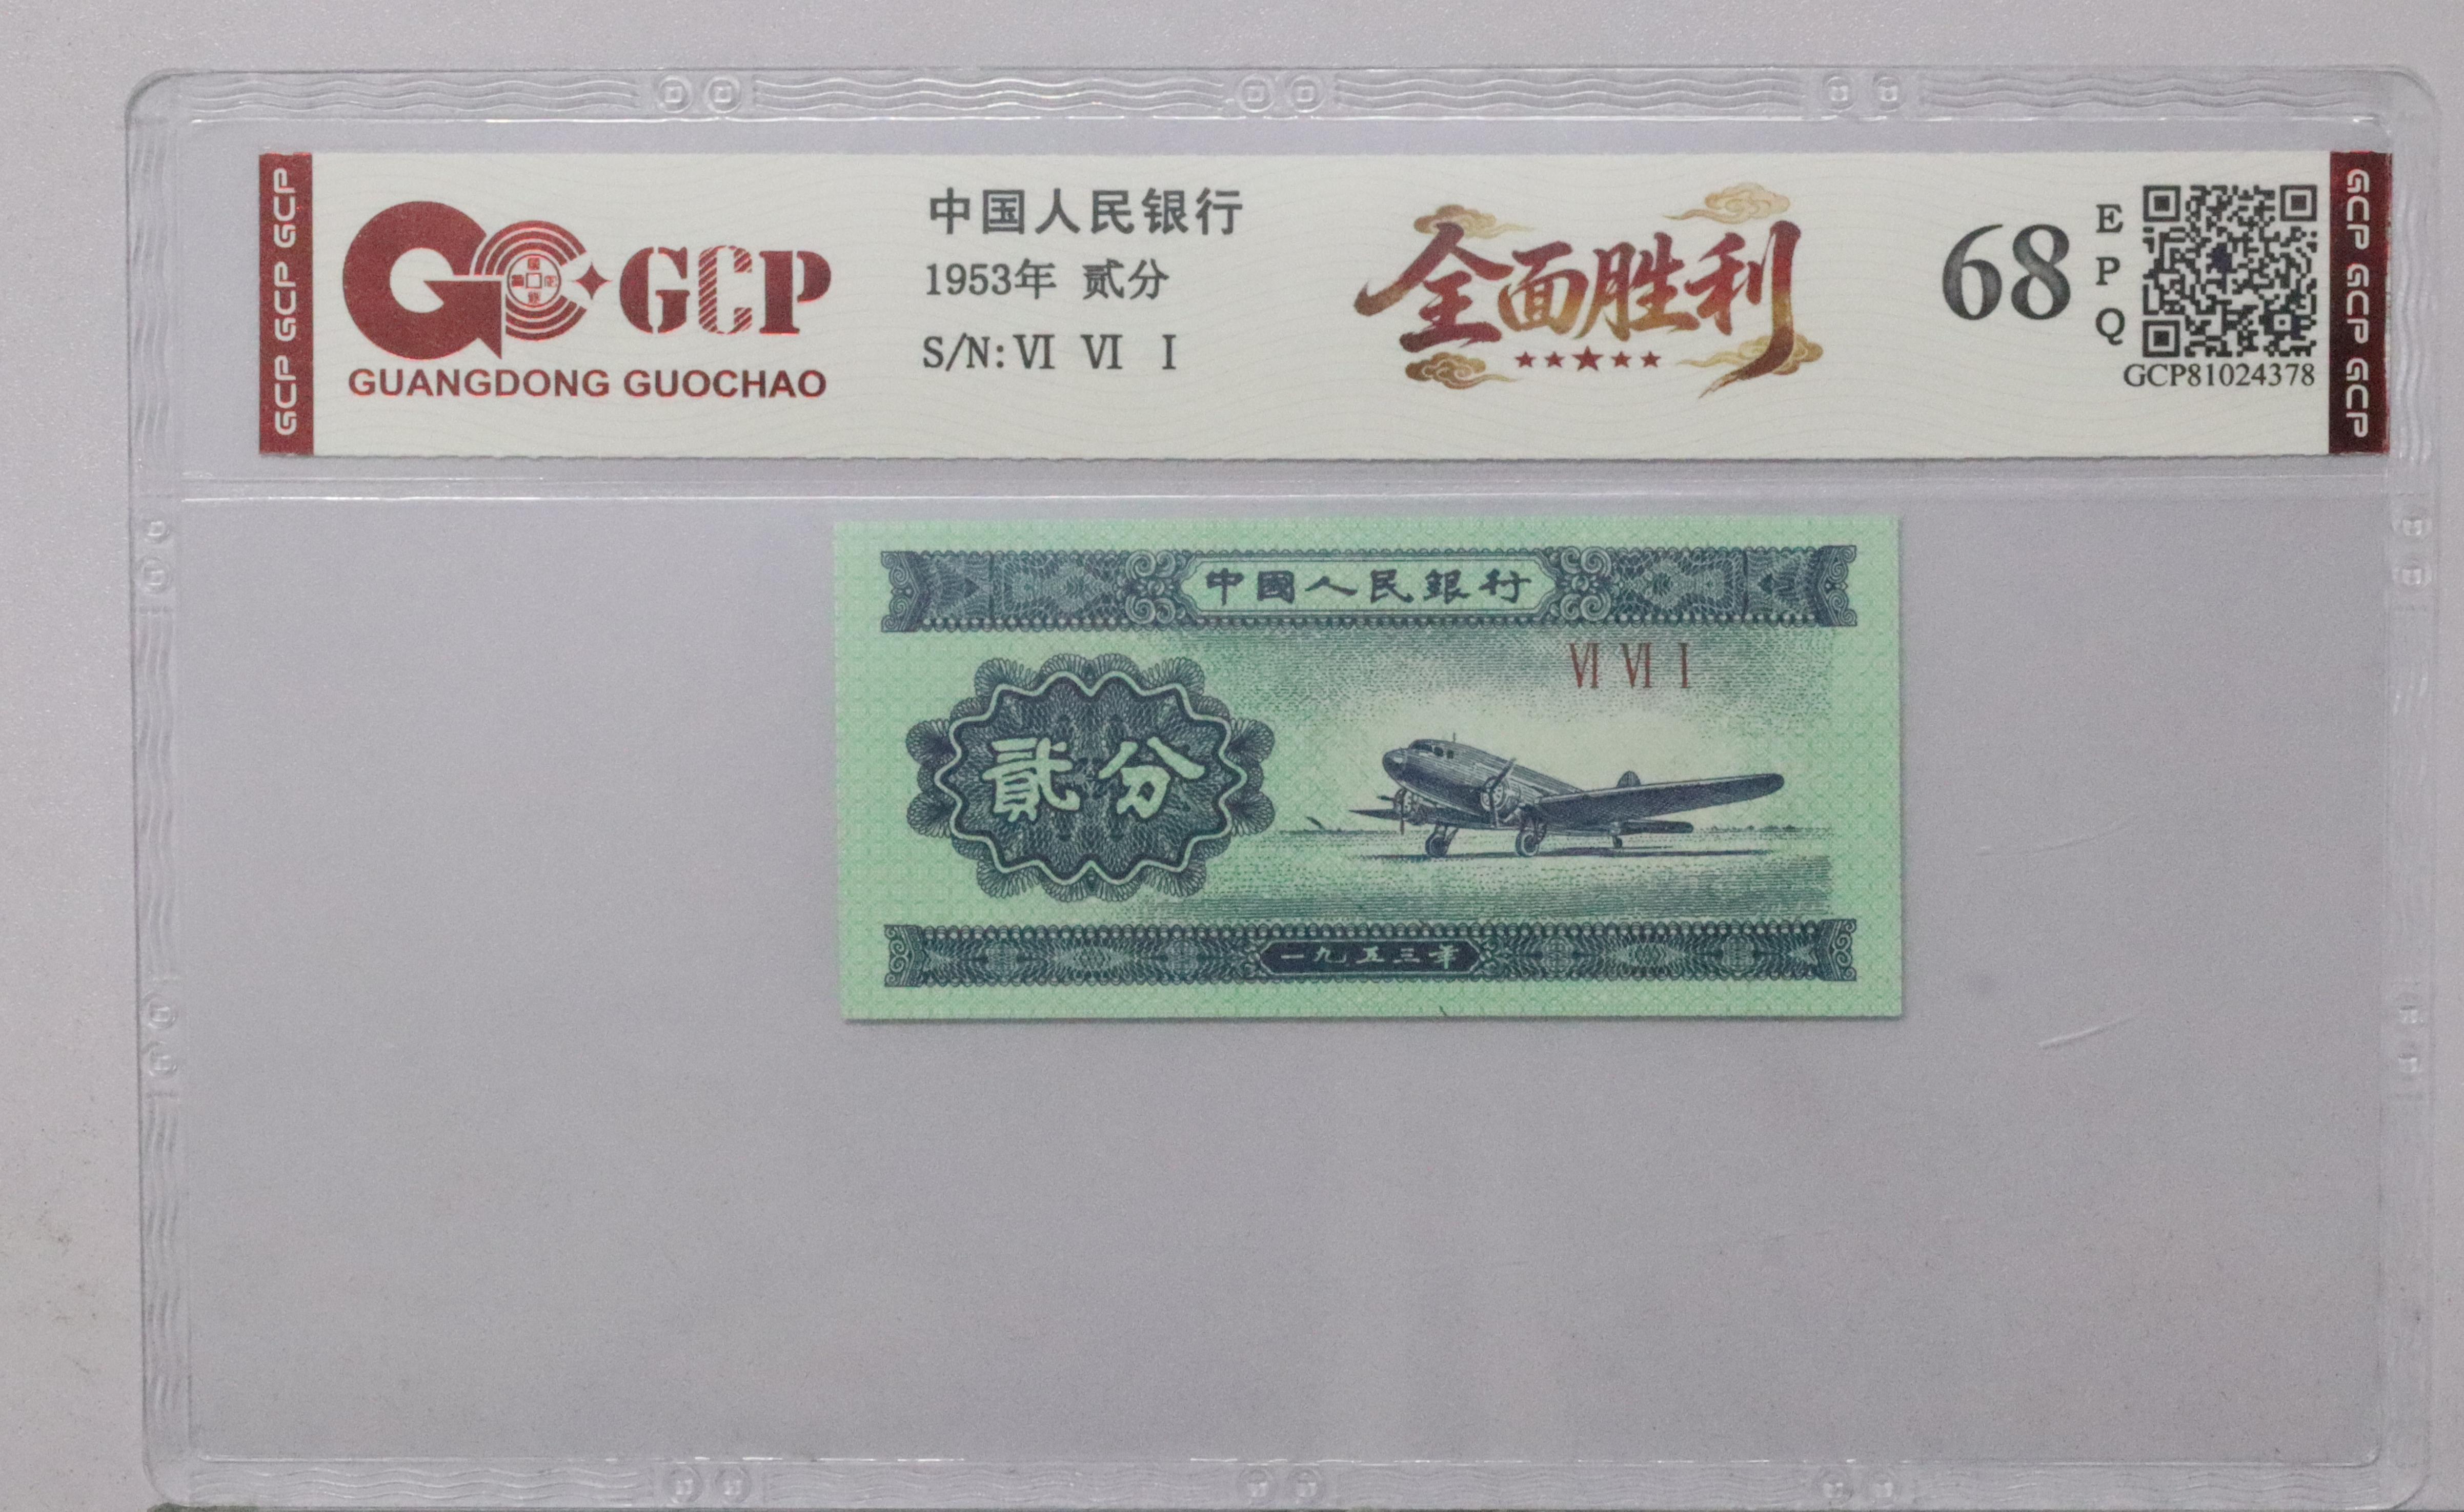 GCP GCP GCP
GCP
GUANGDONG GUOCHAO
中国人民银行
1953年 贰分
S/N: VI VI I
全面胜利
68
E
P
Q
GCP81024378
GCP GCP GCP
中國人民銀行
VI VI I
貳分
一九五三年